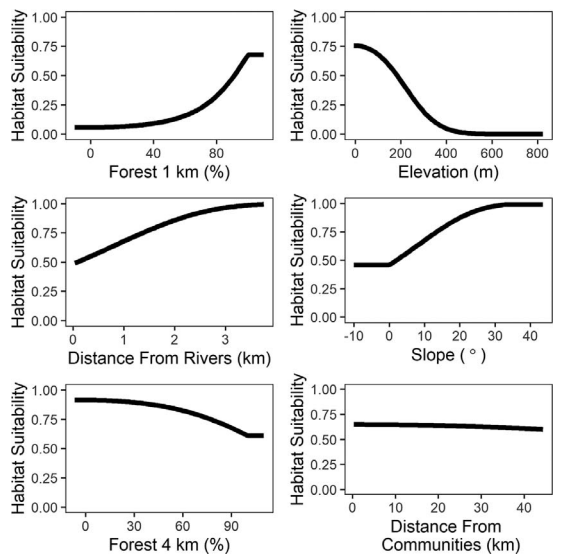 Habitat Suitability
1.00
0.75
0.50
0.25
0.00
0 40 80
Forest 1 km (%)
Habitat Suitability
1.00
0.75
0.50
0.25
0.00
0 200 400 600 800
Elevation (m)
Habitat Suitability
1.00
0.75
0.50
0.25
0.00
0 1 2 3
Distance From Rivers (km)
Habitat Suitability
1.00
0.75
0.50
0.25
0.00
-10 0 10 20 30 40
Slope ( ° )
Habitat Suitability
1.00
0.75
0.50
0.25
0.00
0 30 60 90
Forest 4 km (%)
Habitat Suitability
1.00
0.75
0.50
0.25
0.00
0 10 20 30 40
Distance From
Communities (km)